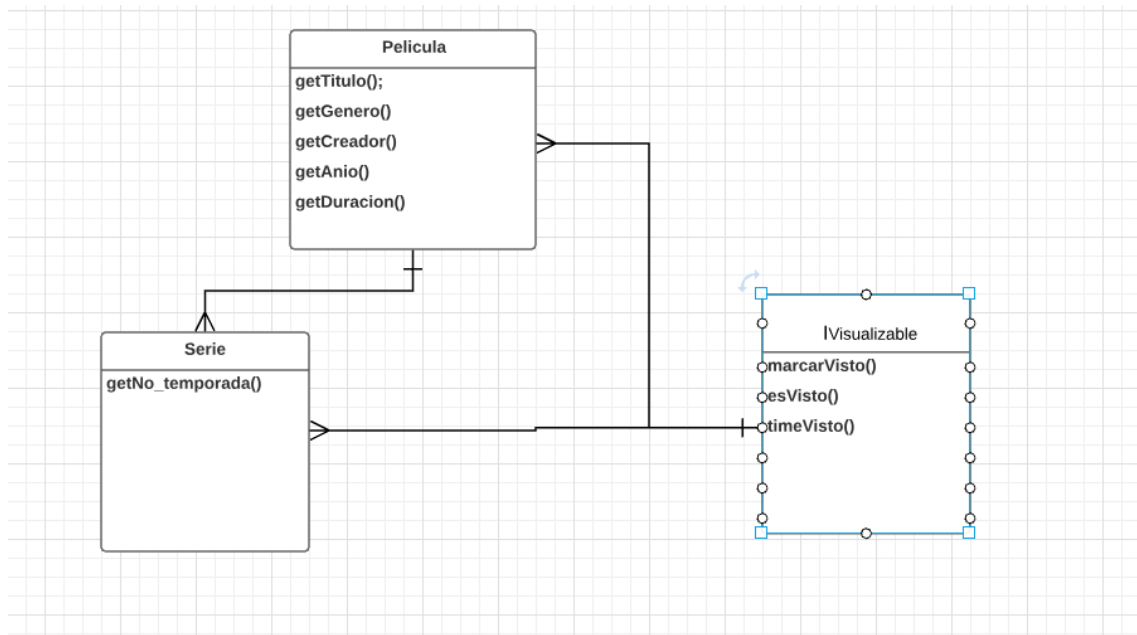 Pelicula
getTitulo();
getGenero()
getCreador()
getAnio()
getDuracion()
Serie
getNo_temporada()
IVisualizable
marcarVisto()
esVisto()
timeVisto()